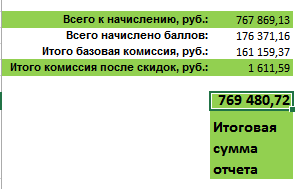 Всего к начислению, руб.: 767 869,13
Всего начислено баллов: 176 371,16
Итого базовая комиссия, руб.: 161 159,37
Итого комиссия после скидок, руб.: 1 611,59
769 480,72
Итоговая
сумма
отчета